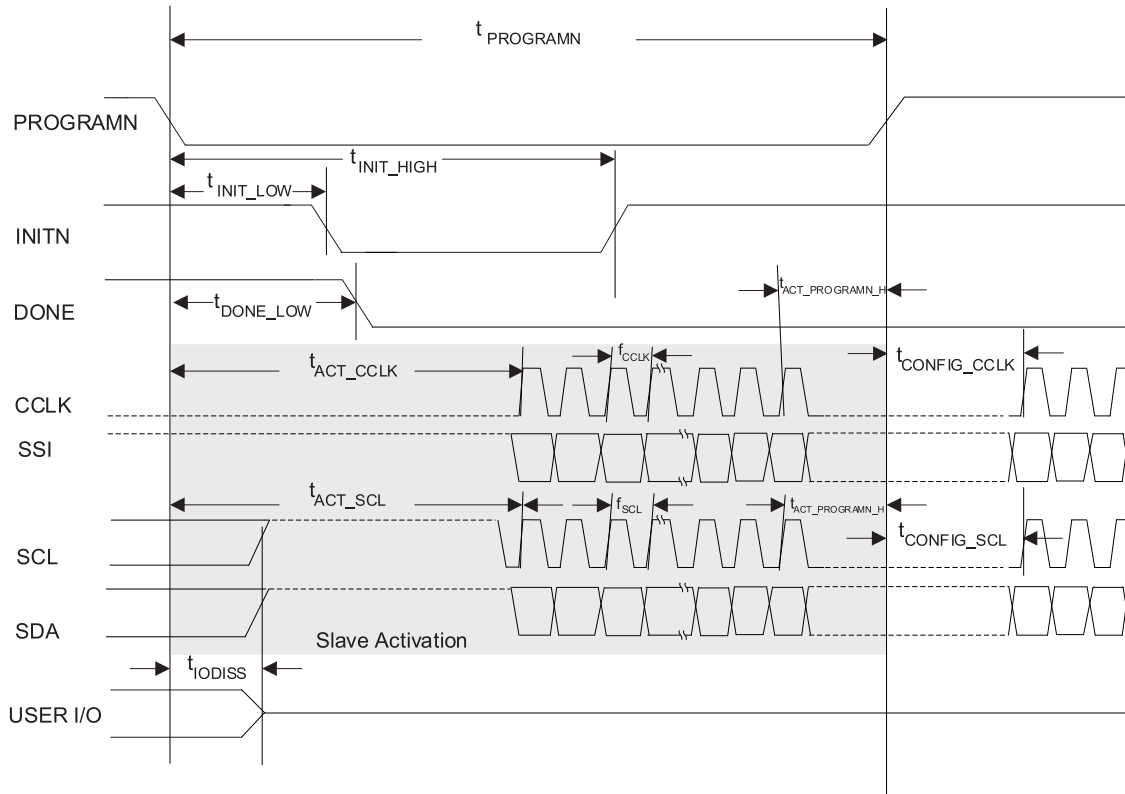 t PROGRAMN
PROGRAMN
t INIT_HIGH
t INIT_LOW
INITN
t ACT_PROGRAMN_H
DONE
t DONE_LOW
f CCLK
t ACT_CCLK
t CONFIG_CCLK
CCLK
SSI
t ACT_SCL
f SCL
t ACT_PROGRAMN_H
t CONFIG_SCL
SCL
SDA
Slave Activation
t IODISS
USER I/O